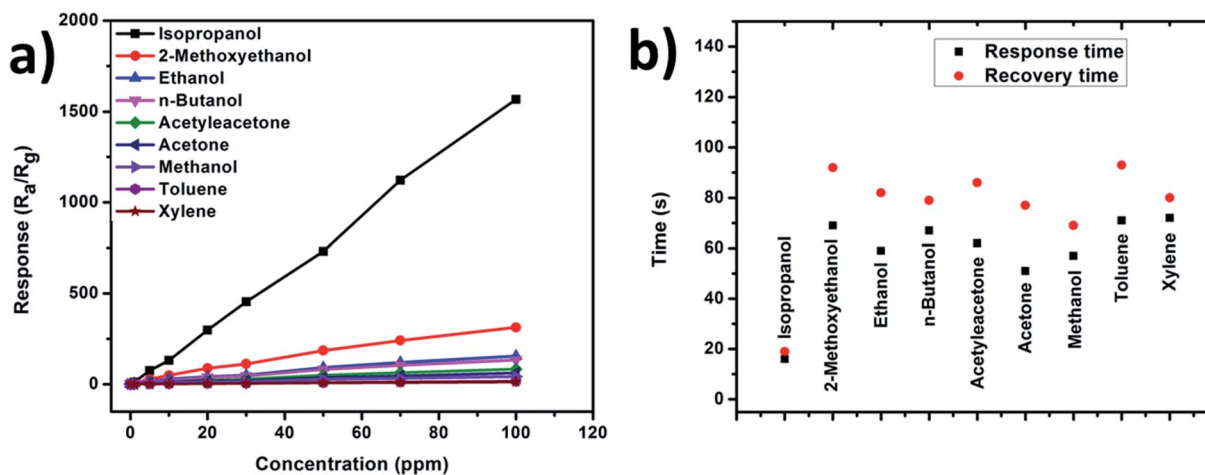 a)
Response (Ra/Rg)
2000
1500
1000
500
0
Isopropanol
2-Methoxyethanol
Ethanol
n-Butanol
Acetyleacetone
Acetone
Methanol
Toluene
Xylene
0 20 40 60 80 100 120
Concentration (ppm)
b)
Time (s)
140
120
100
80
60
40
20
0
Response time
Recovery time
Isopropanol
2-Methoxyethanol
Ethanol
n-Butanol
Acetyleacetone
Acetone
Methanol
Toluene
Xylene